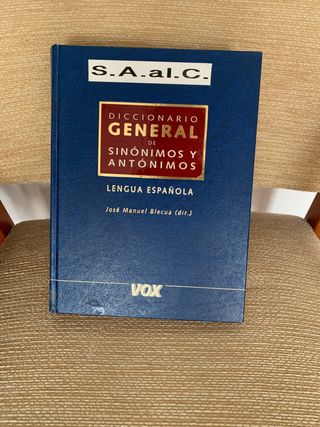 S.A.al.C.
DICCIONARIO
GENERAL
DE
SINÓNIMOS Y
ANTÓNIMOS
LENGUA ESPAÑOLA
José Manuel Blecua (dir.)
VOX